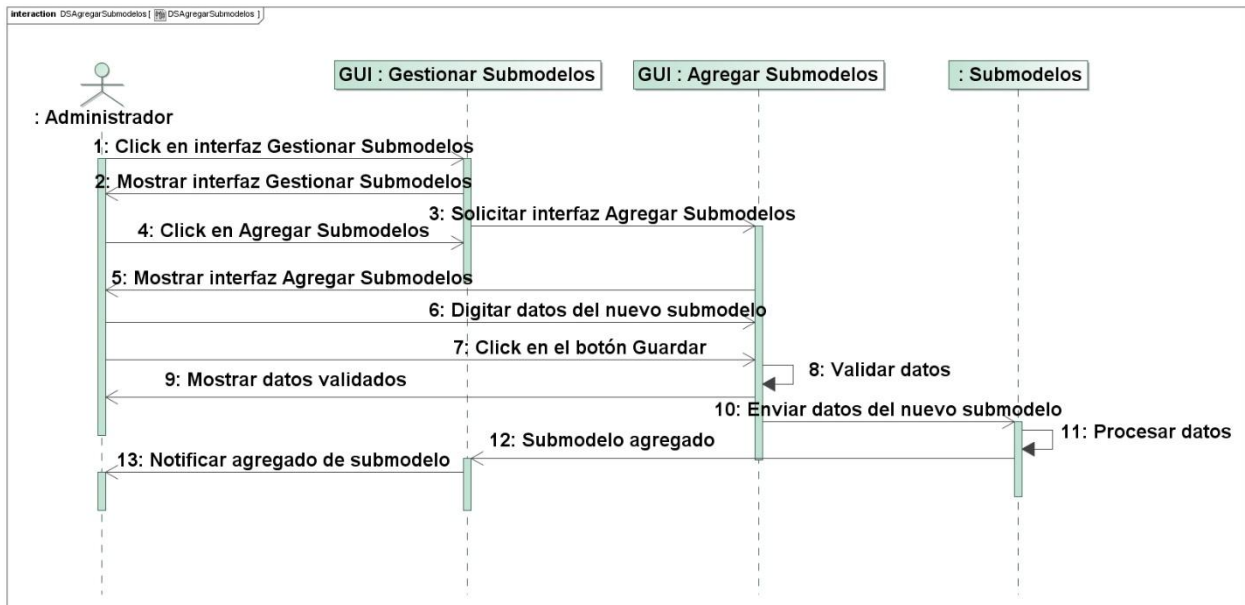 interaction DSAgregarSubmodelos [ DSAgregarSubmodelos ]
GUI : Gestionar Submodelos
GUI : Agregar Submodelos
: Submodelos
: Administrador
1: Click en interfaz Gestionar Submodelos
2: Mostrar interfaz Gestionar Submodelos
3: Solicitar interfaz Agregar Submodelos
4: Click en Agregar Submodelos
5: Mostrar interfaz Agregar Submodelos
6: Digitar datos del nuevo submodelo
7: Click en el botón Guardar
8: Validar datos
9: Mostrar datos validados
10: Enviar datos del nuevo submodelo
11: Procesar datos
12: Submodelo agregado
13: Notificar agregado de submodelo